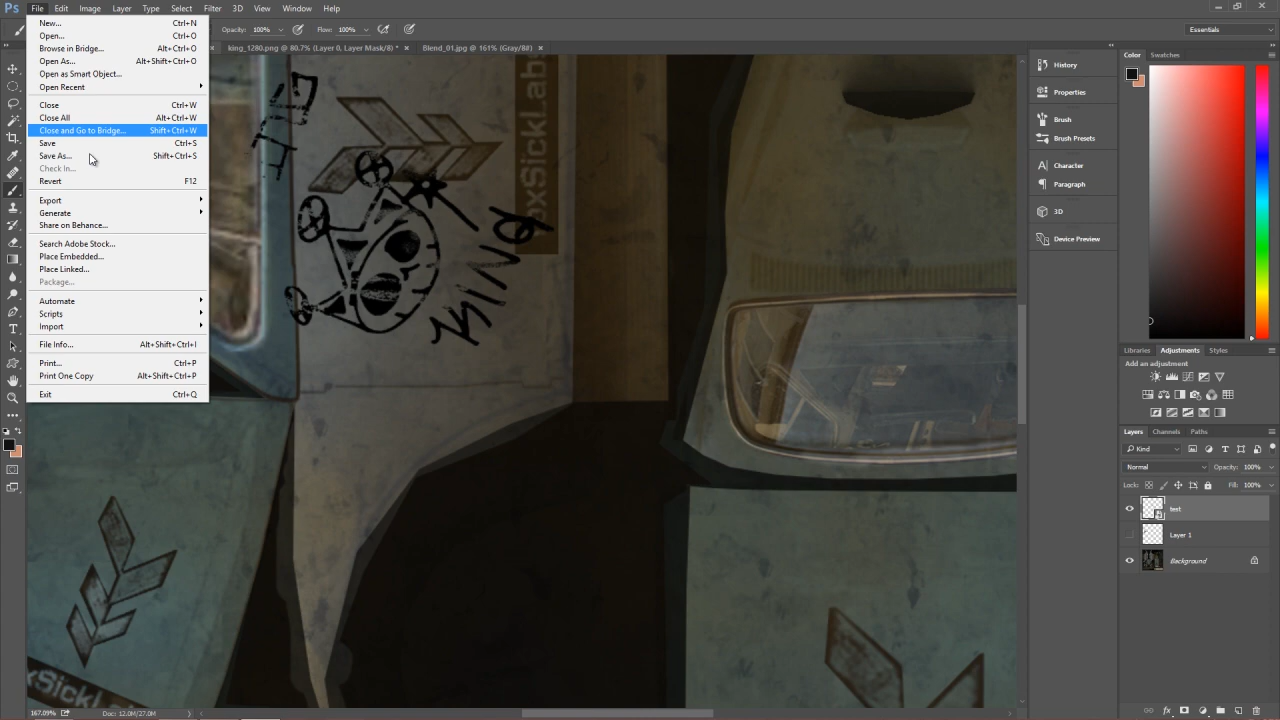 Ps File Edit Image Layer Type Select Filter 3D View Window Help
Opacity: 100% Flow: 100% Essentials
king_1280.png @ 80.7% (Layer 0, Layer Mask/8) * × Blend_01.jpg @ 161% (Gray/8#) ×
New... Ctrl+N
Open... Ctrl+O
Browse in Bridge... Alt+Ctrl+O
Open As... Alt+Shift+Ctrl+O
Open as Smart Object...
Open Recent
Close Ctrl+W
Close All Alt+Ctrl+W
Close and Go to Bridge... Shift+Ctrl+W
Save Ctrl+S
Save As... Shift+Ctrl+S
Check In...
Revert F12
Export
Generate
Share on Behance...
Search Adobe Stock...
Place Embedded...
Place Linked...
Package...
Automate
Scripts
Import
File Info... Alt+Shift+Ctrl+I
Print... Ctrl+P
Print One Copy Alt+Shift+Ctrl+P
Exit Ctrl+Q
oxSickLabs
oxSickLabs
History
Properties
Brush
Brush Presets
Character
Paragraph
3D
Device Preview
Color Swatches
Libraries Adjustments Styles
Add an adjustment
Layers Channels Paths
Kind
Normal Opacity: 100%
Lock: Fill: 100%
test
Layer 1
Background
167.09% Doc: 12.0M/27.0M